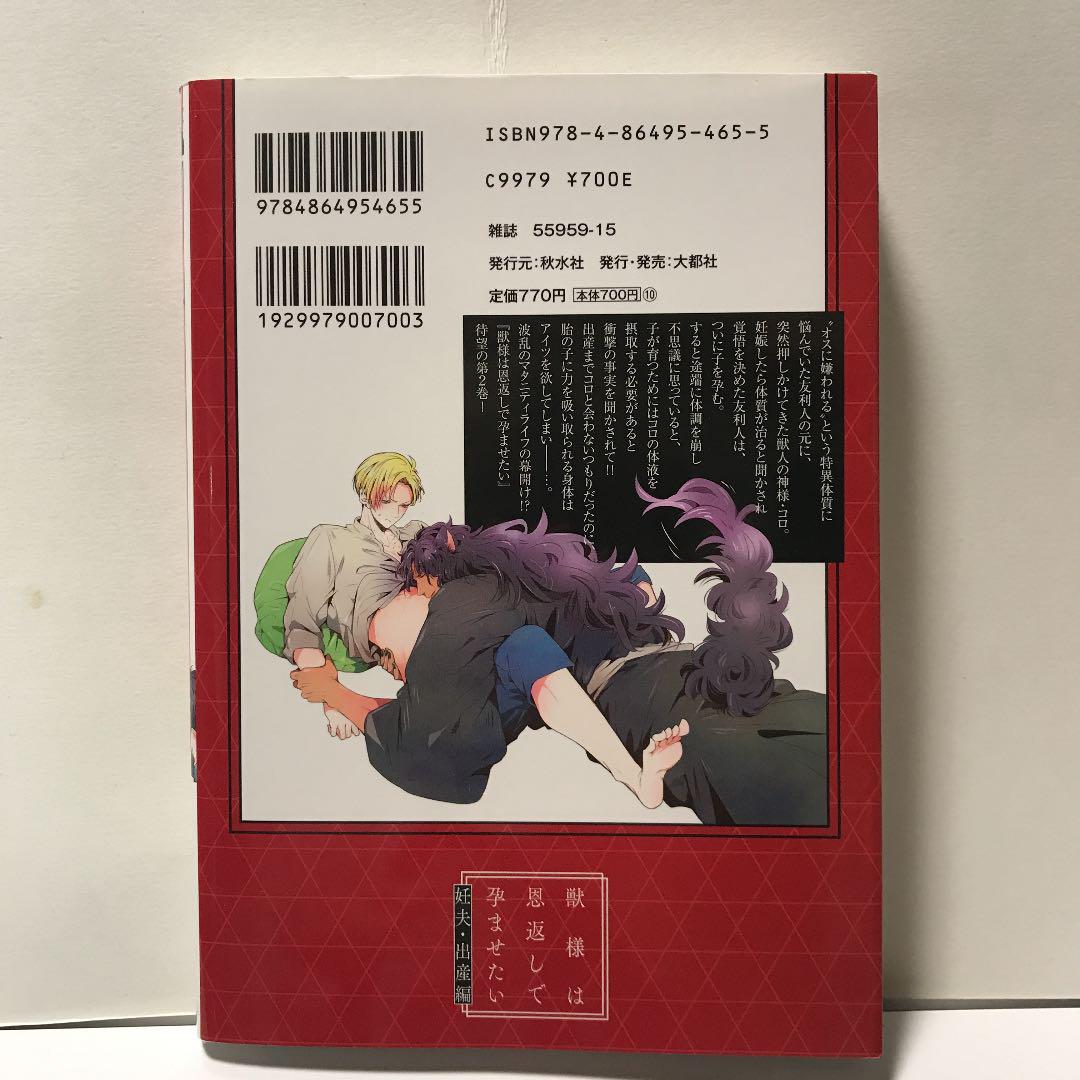 ISBN978-4-86495-465-5
C9979 ¥700E
9784864954655
雑誌 55959-15
発行元:秋水社 発行・発売:大都社
定価770円 本体700円 ⑩
1929979007003
〝オスに嫌われる〟という特異体質に
悩んでいた友利人の元に、
突然押しかけてきた獣人の神様・コロ。
妊娠したら体質が治ると聞かされ
覚悟を決めた友利人は、
ついに子を孕む。
すると途端に体調を崩し
不思議に思っていると、
子が育つためにはコロの体液を
摂取する必要があると
衝撃の事実を聞かされて!!
出産までコロと会わないつもりだったのに、
胎の子に力を吸い取られる身体は
アイツを欲してしまい――…。
波乱のマタニティライフの幕開け!?
『獣様は恩返しで孕ませたい』
待望の第2巻!
獣様は
恩返しで
孕ませたい
妊夫・出産編